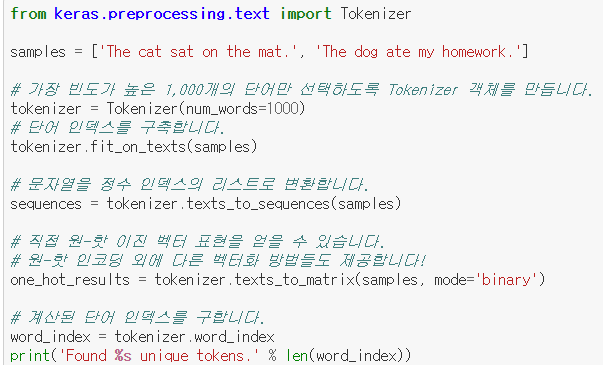 from keras.preprocessing.text import Tokenizer
samples = ['The cat sat on the mat.', 'The dog ate my homework.']
# 가장 빈도가 높은 1,000개의 단어만 선택하도록 Tokenizer 객체를 만듭니다.
tokenizer = Tokenizer(num_words=1000)
# 단어 인덱스를 구축합니다.
tokenizer.fit_on_texts(samples)
# 문자열을 정수 인덱스의 리스트로 변환합니다.
sequences = tokenizer.texts_to_sequences(samples)
# 직접 원-핫 이진 벡터 표현을 얻을 수 있습니다.
# 원-핫 인코딩 외에 다른 벡터화 방법들도 제공합니다!
one_hot_results = tokenizer.texts_to_matrix(samples, mode='binary')
# 계산된 단어 인덱스를 구합니다.
word_index = tokenizer.word_index
print('Found %s unique tokens.' % len(word_index))